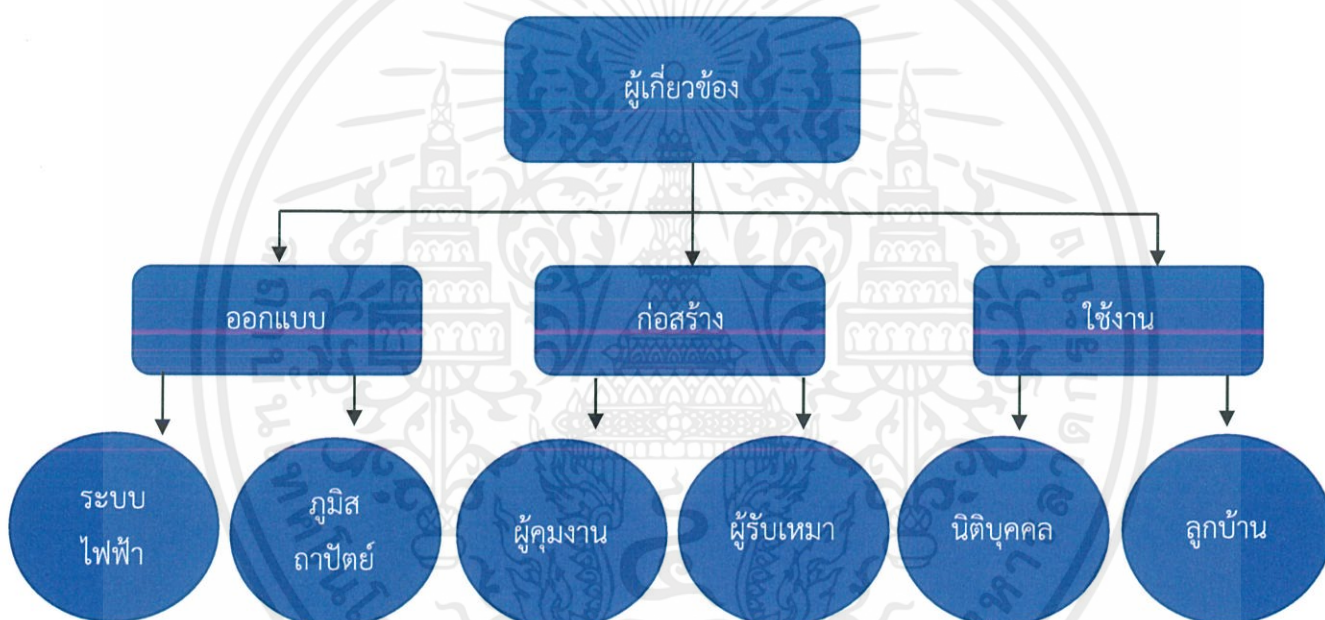 ผู้เกี่ยวข้อง
ออกแบบ
ก่อสร้าง
ใช้งาน
ระบบ
ไฟฟ้า
ภูมิส
ถาปัตย์
ผู้คุมงาน
ผู้รับเหมา
นิติบุคคล
ลูกบ้าน